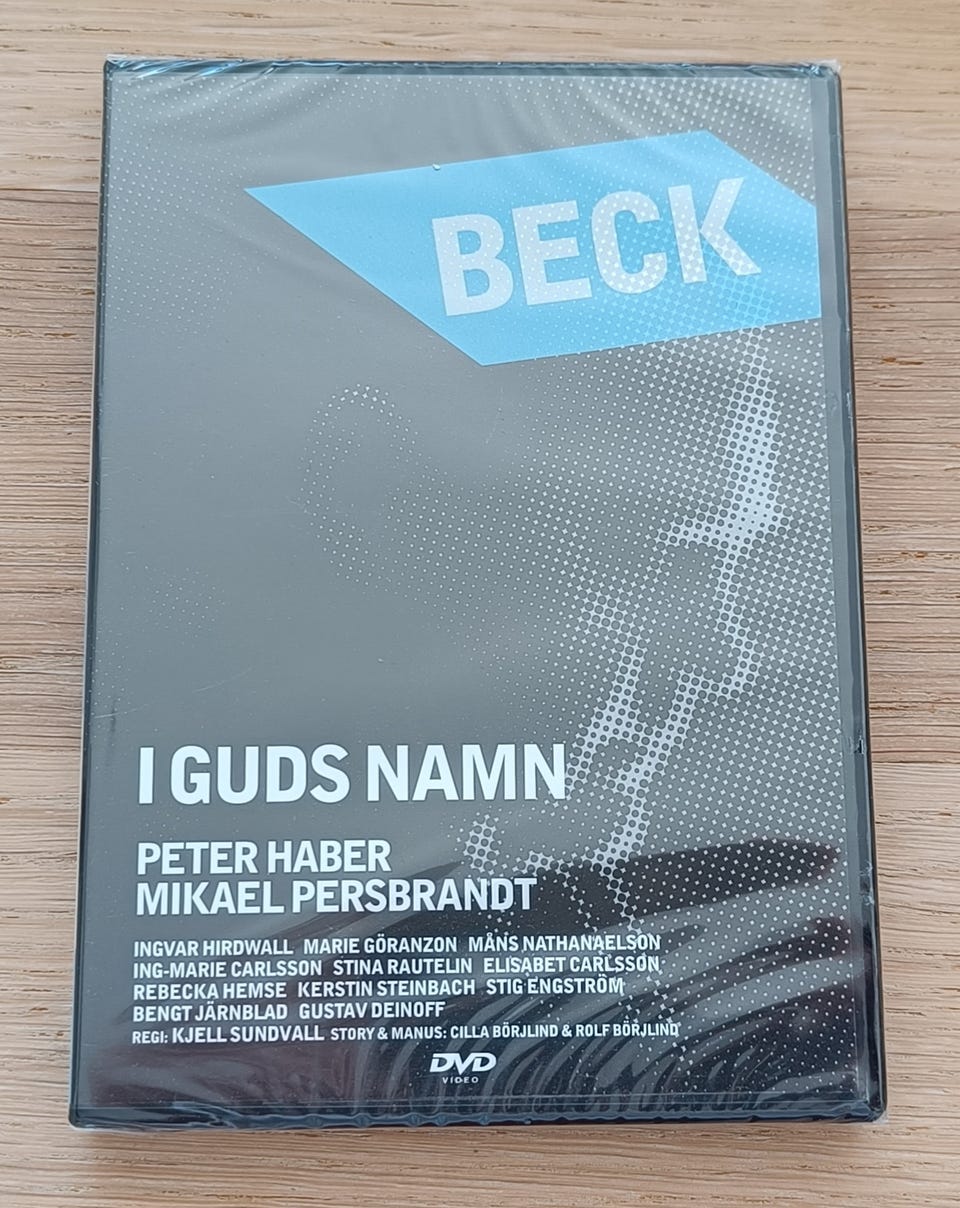 BECK
I GUDS NAMN
PETER HABER
MIKAEL PERSBRANDT
INGVAR HIRDWALL MARIE GÖRANZON MÅNS NATHANAELSON
ING-MARIE CARLSSON STINA RAUTELIN ELISABET CARLSSON
REBECKA HEMSE KERSTIN STEINBACH STIG ENGSTRÖM
BENGT JÄRNBLAD GUSTAV DEINOFF
REGI: KJELL SUNDVALL STORY & MANUS: CILLA BÖRJLIND & ROLF BÖRJLIND
DVD
VIDEO